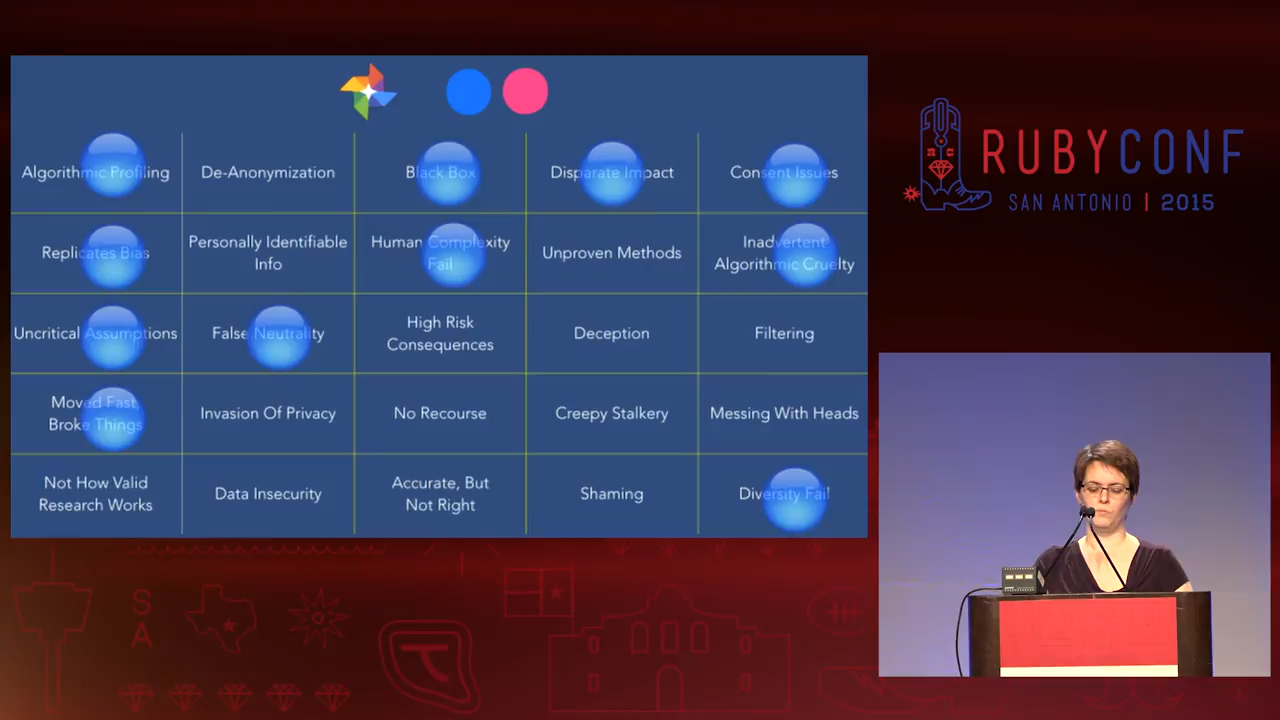 RUBYCONF
SAN ANTONIO | 2015
Algorithmic Profiling
De-Anonymization
Black Box
Disparate Impact
Consent Issues
Replicates Bias
Personally Identifiable
Info
Human Complexity
Fail
Unproven Methods
Inadvertent
Algorithmic Cruelty
Uncritical Assumptions
False Neutrality
High Risk
Consequences
Deception
Filtering
Moved Fast,
Broke Things
Invasion Of Privacy
No Recourse
Creepy Stalkery
Messing With Heads
Not How Valid
Research Works
Data Insecurity
Accurate, But
Not Right
Shaming
Diversity Fail
S
A